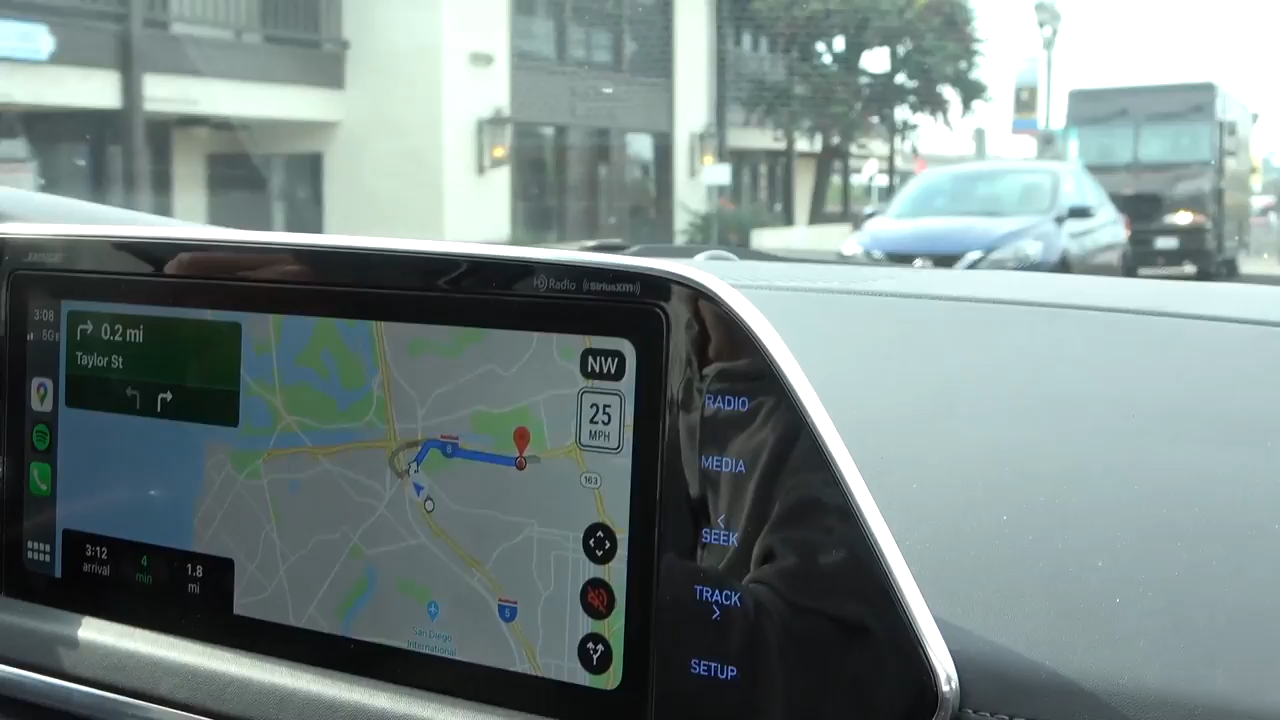 HD Radio
((SiriusXM))
3:08
5G
0.2 mi
Taylor St
NW
25
MPH
8
163
3:12
arrival
4
min
1.8
mi
5
San Diego
International
RADIO
MEDIA
<
SEEK
TRACK
>
SETUP